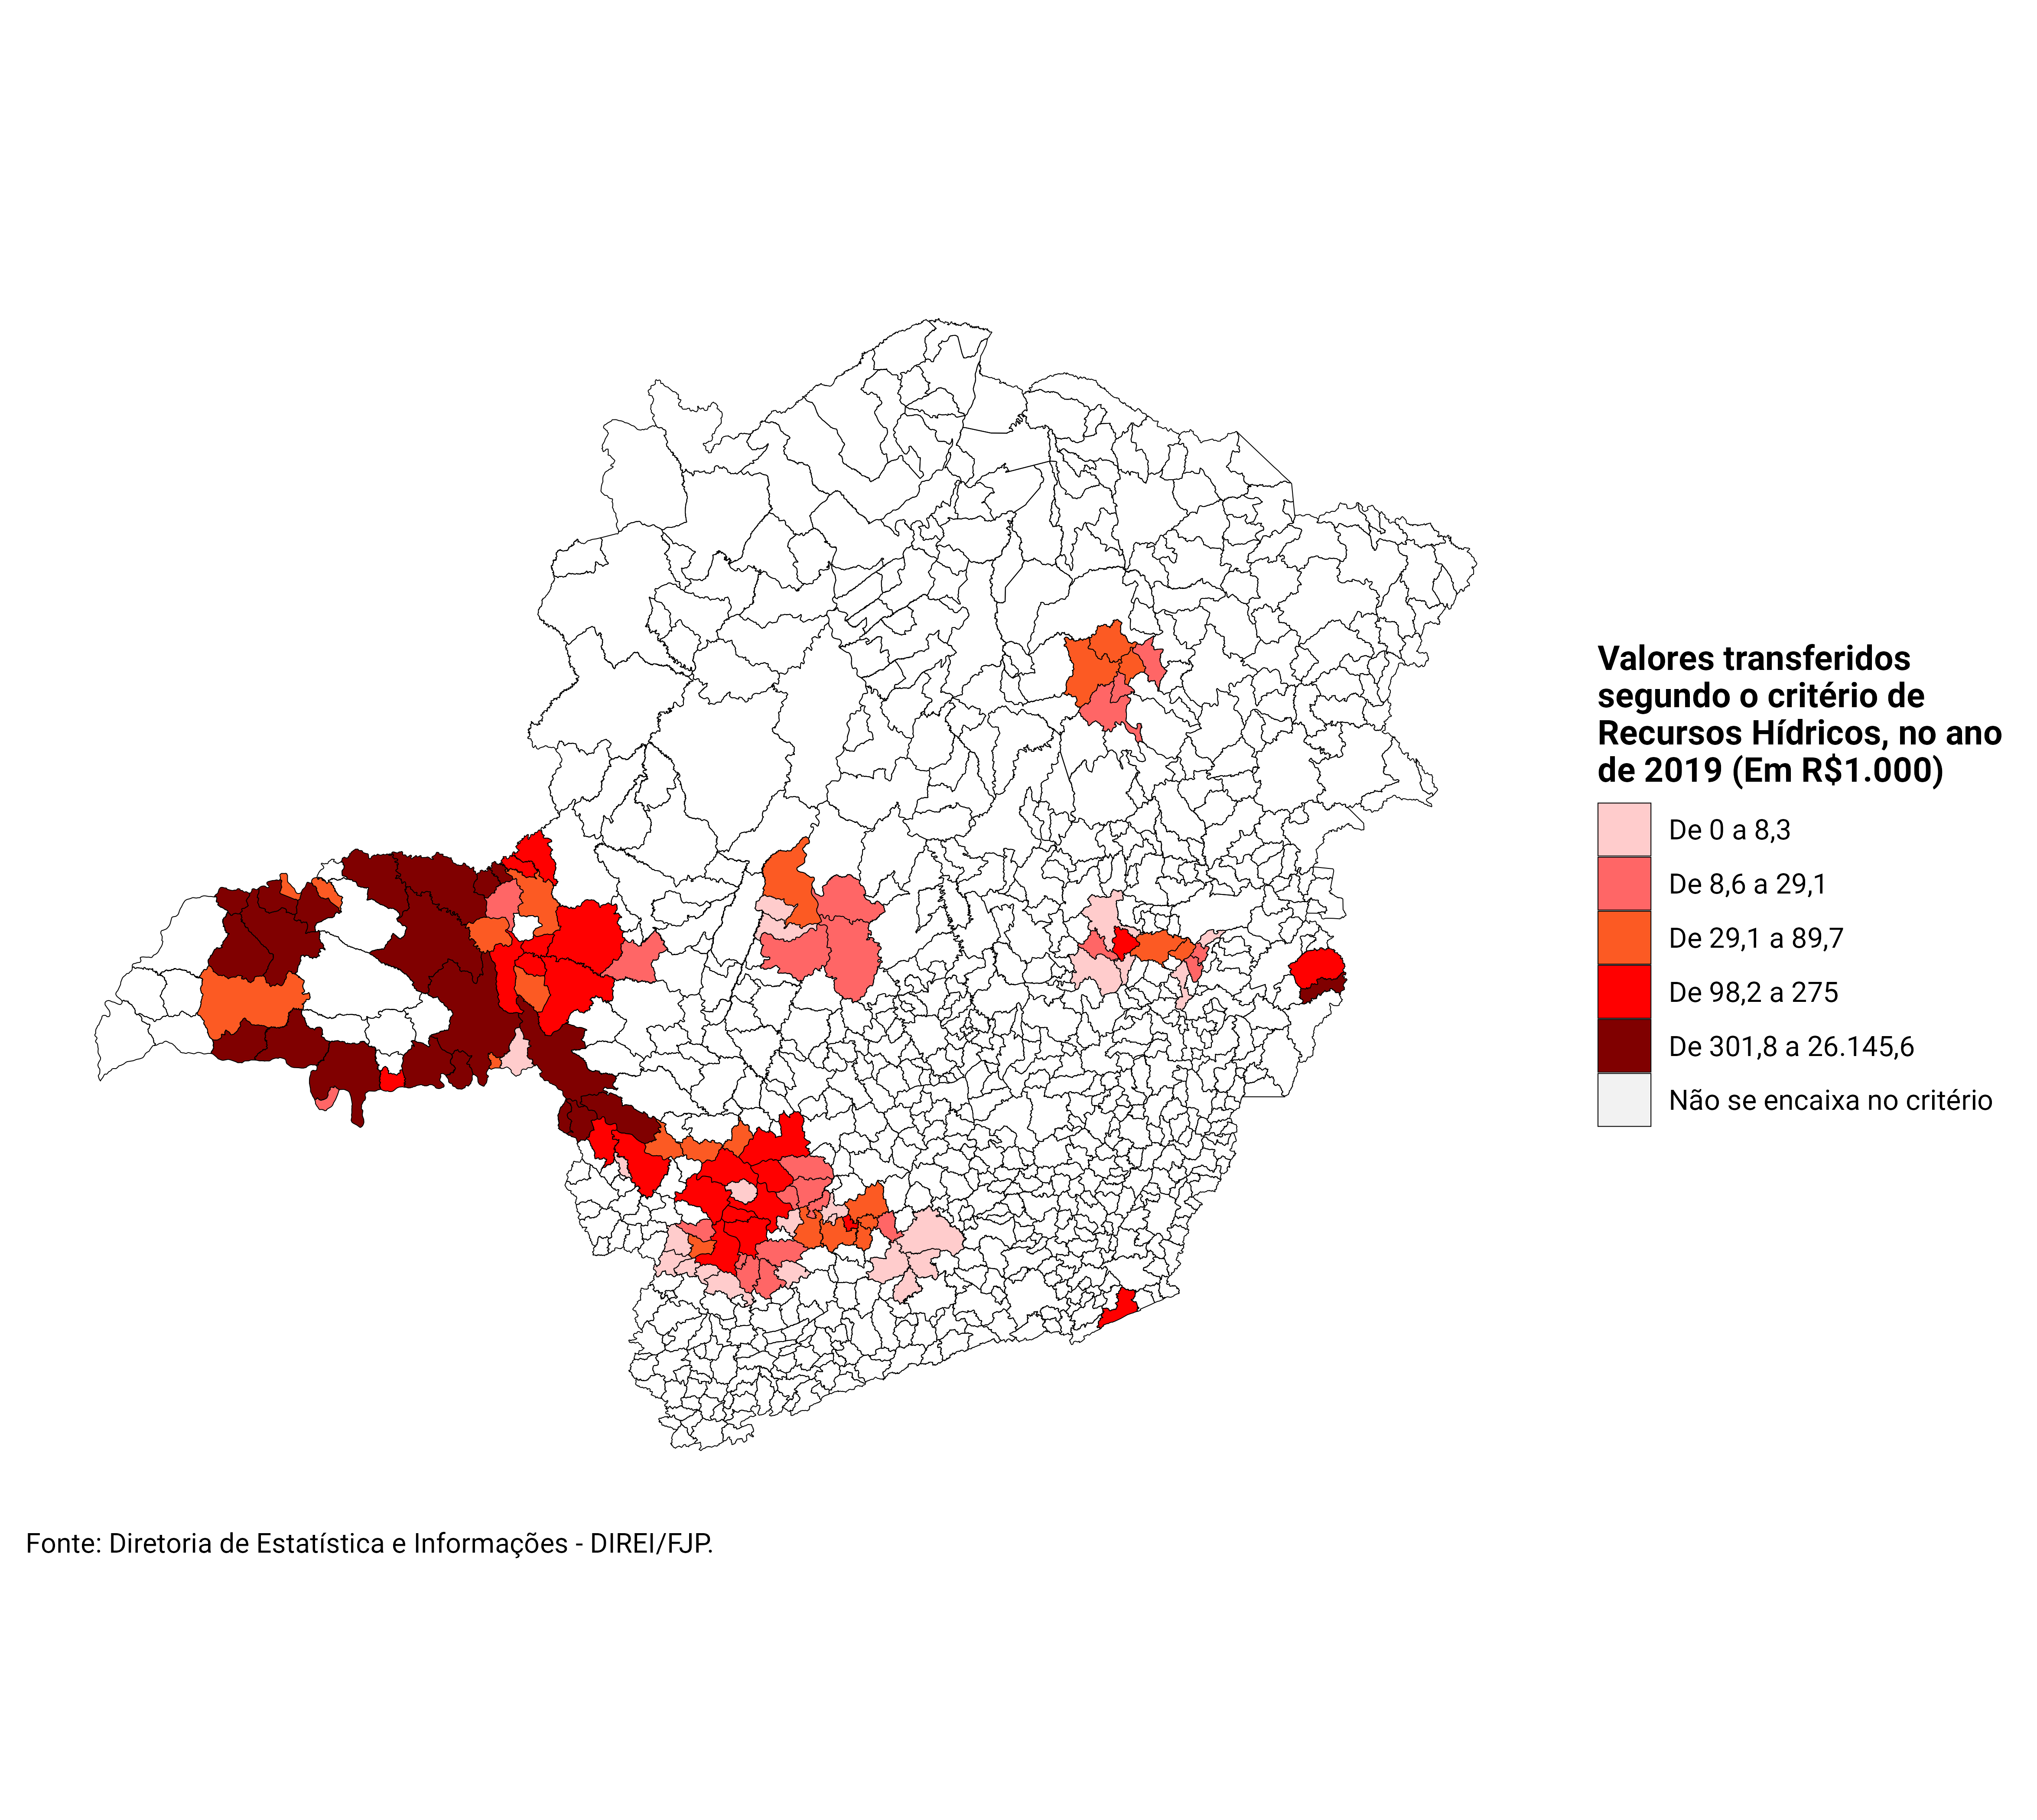 Valores transferidos
segundo o critério de
Recursos Hídricos, no ano
de 2019 (Em R$1.000)
De 0 a 8,3
De 8,6 a 29,1
De 29,1 a 89,7
De 98,2 a 275
De 301,8 a 26.145,6
Não se encaixa no critério
Fonte: Diretoria de Estatística e Informações - DIREI/FJP.